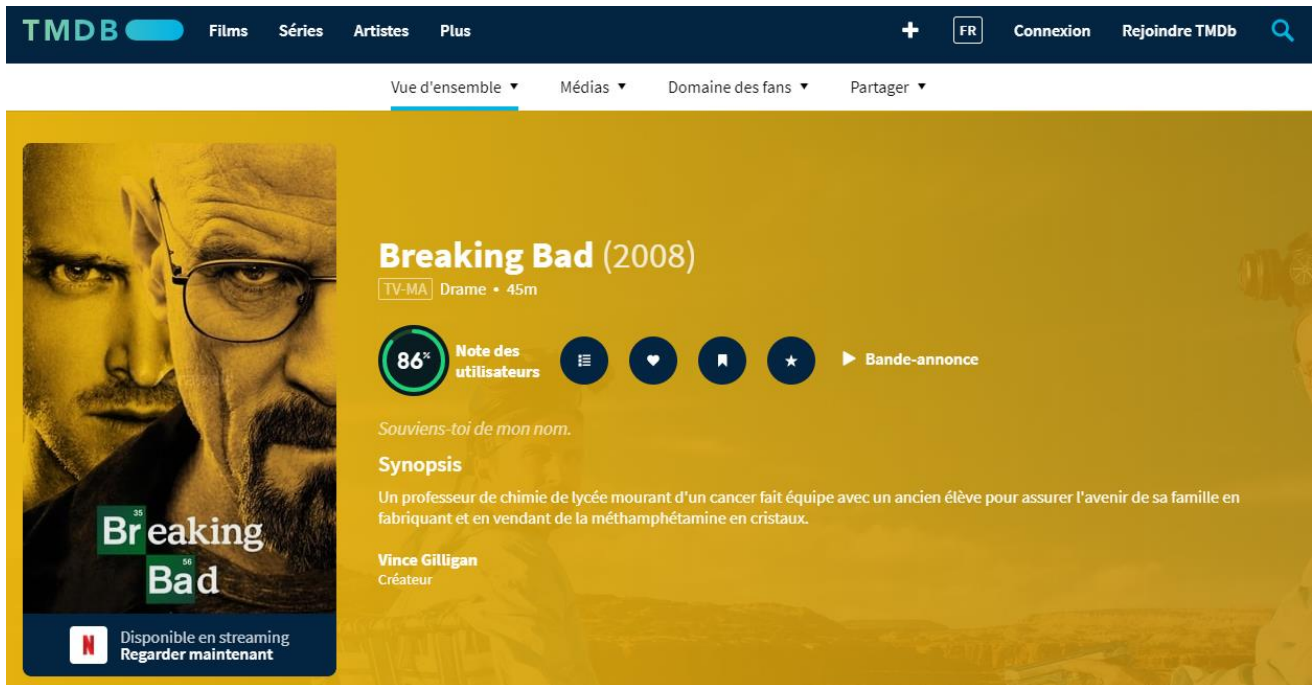 TMDB Films Séries Artistes Plus + FR Connexion Rejoindre TMDb
Vue d'ensemble ▼ Médias ▼ Domaine des fans ▼ Partager ▼
Breaking Bad (2008)
TV-MA Drame • 45m
86% Note des
utilisateurs
Bande-annonce
Souviens-toi de mon nom.
Synopsis
Un professeur de chimie de lycée mourant d'un cancer fait équipe avec un ancien élève pour assurer l'avenir de sa famille en
fabriquant et en vendant de la méthamphétamine en cristaux.
Vince Gilligan
Créateur
35
Breaking
56
Bad
N
Disponible en streaming
Regarder maintenant